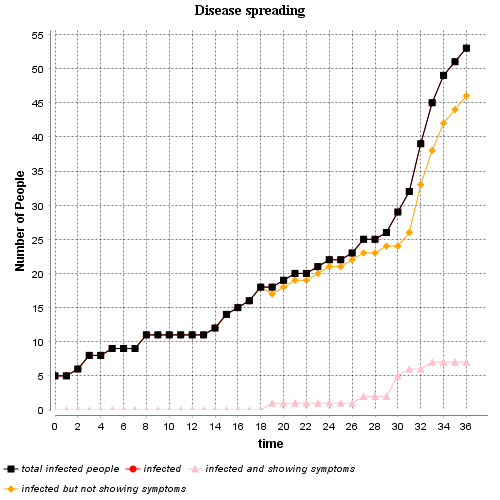 Disease spreading
Number of People
55
50
45
40
35
30
25
20
15
10
5
0
0 2 4 6 8 10 12 14 16 18 20 22 24 26 28 30 32 34 36
time
total infected people infected infected and showing symptoms
infected but not showing symptoms